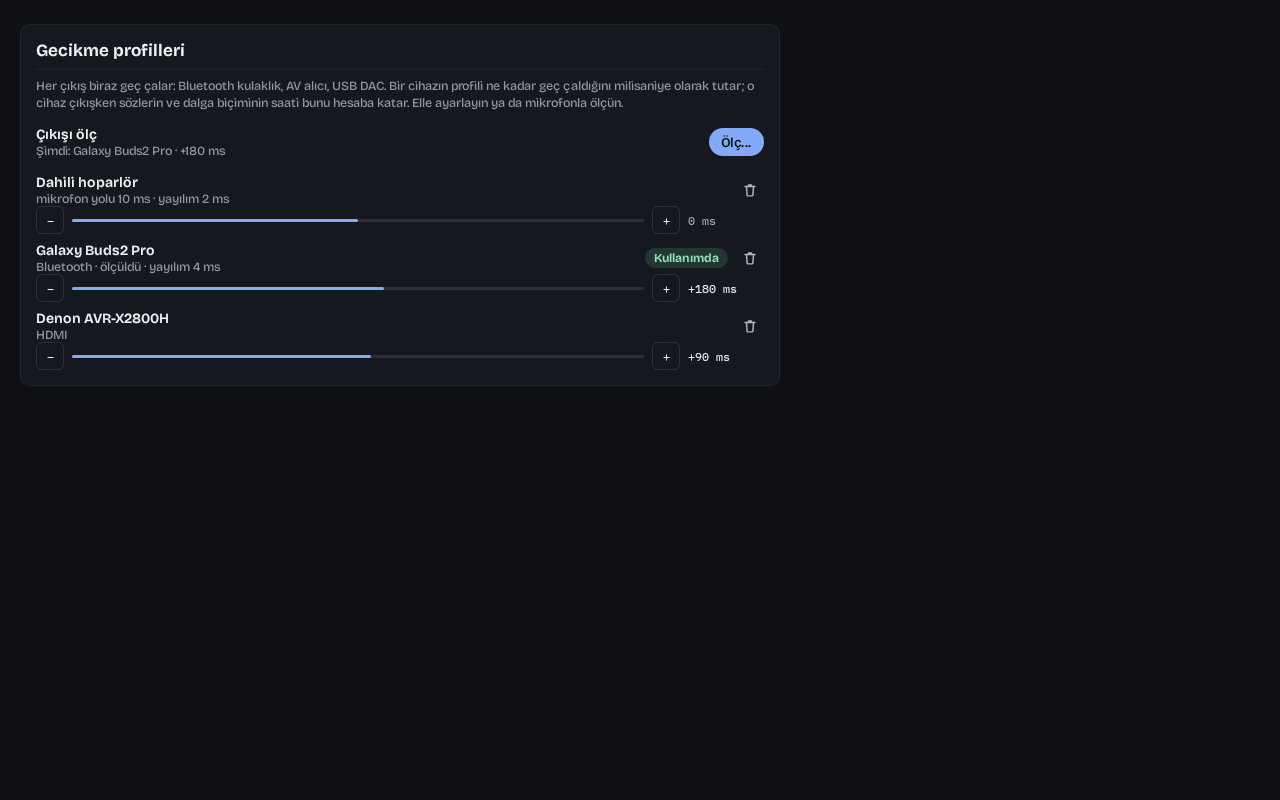 Gecikme profilleri
Her çıkış biraz geç çalar: Bluetooth kulaklık, AV alıcı, USB DAC. Bir cihazın profili ne kadar geç çaldığını milisaniye olarak tutar; o
cihaz çıkışken sözlerin ve dalga biçiminin saati bunu hesaba katar. Elle ayarlayın ya da mikrofonla ölçün.
Çıkışı ölç
Şimdi: Galaxy Buds2 Pro · +180 ms
Ölç...
Dahili hoparlör
mikrofon yolu 10 ms · yayılım 2 ms
− + 0 ms
Galaxy Buds2 Pro
Bluetooth · ölçüldü · yayılım 4 ms
Kullanımda
− + +180 ms
Denon AVR-X2800H
HDMI
− + +90 ms